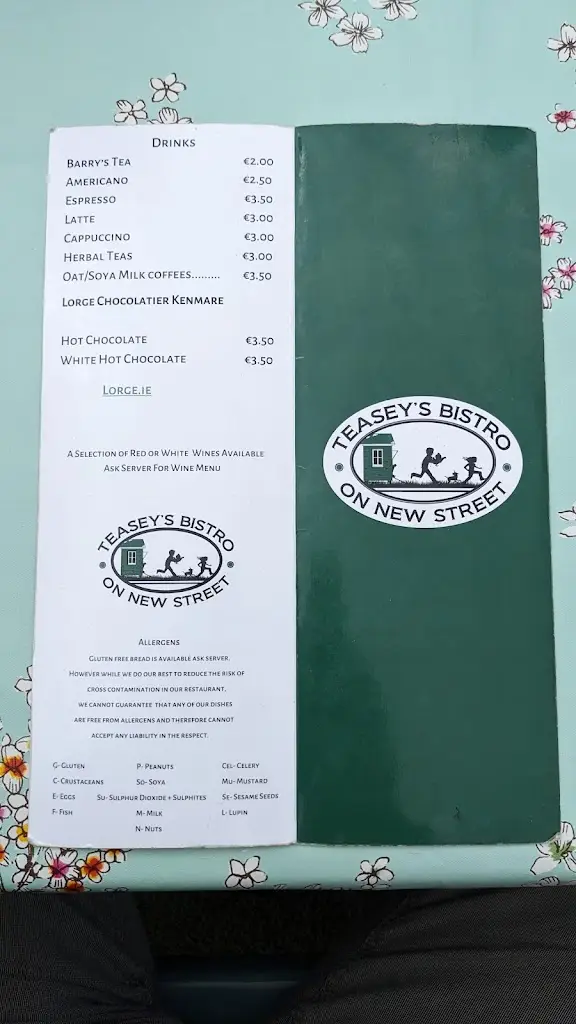 Drinks
Barry's Tea €2.00
Americano €2.50
Espresso €3.50
Latte €3.00
Cappuccino €3.00
Herbal Teas €3.00
Oat/Soya Milk coffees......... €3.50
Lorge Chocolatier Kenmare
Hot Chocolate €3.50
White Hot Chocolate €3.50
Lorge.ie
A Selection of Red or White Wines Available
Ask Server For Wine Menu
TEASEY'S BISTRO
ON NEW STREET
Allergens
Gluten free bread is available ask server.
However while we do our best to reduce the risk of
cross contamination in our restaurant,
we cannot guarantee that any of our dishes
are free from allergens and therefore cannot
accept any liability in the respect.
G- Gluten P- Peanuts Cel- Celery
C- Crustaceans So- Soya Mu- Mustard
E- Eggs Su- Sulphur Dioxide + Sulphites Se- Sesame Seeds
F- Fish M- Milk L- Lupin
N- Nuts
TEASEY'S BISTRO
ON NEW STREET